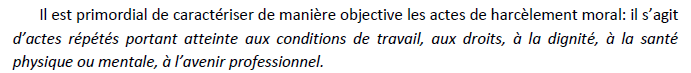 Il est primordial de caractériser de manière objective les actes de harcèlement moral: il s’agit
d’actes répétés portant atteinte aux conditions de travail, aux droits, à la dignité, à la santé
physique ou mentale, à l’avenir professionnel.